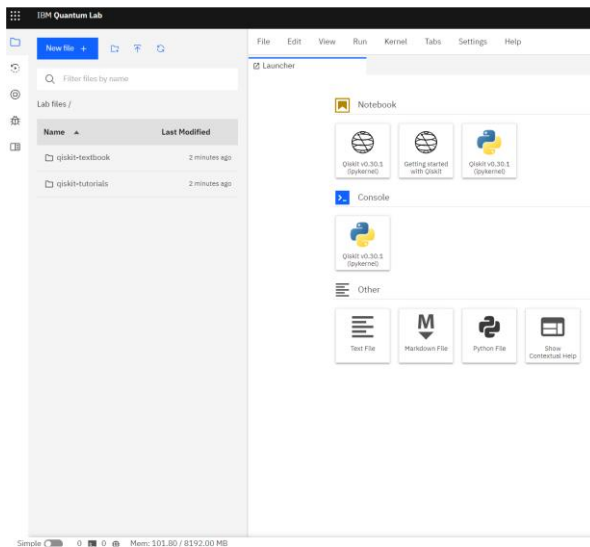 IBM Quantum Lab
New file +
File Edit View Run Kernel Tabs Settings Help
Launcher
Filter files by name
Lab files /
Name Last Modified
qiskit-textbook 2 minutes ago
qiskit-tutorials 2 minutes ago
Notebook
Qiskit v0.30.1
(ipykernel)
Getting started
with Qiskit
Qiskit v0.30.1
(ipykernel)
Console
Qiskit v0.30.1
(ipykernel)
Other
Text File
M
Markdown File
Python File
Show
Contextual Help
Simple 0 0 Mem: 101.80 / 8192.00 MB